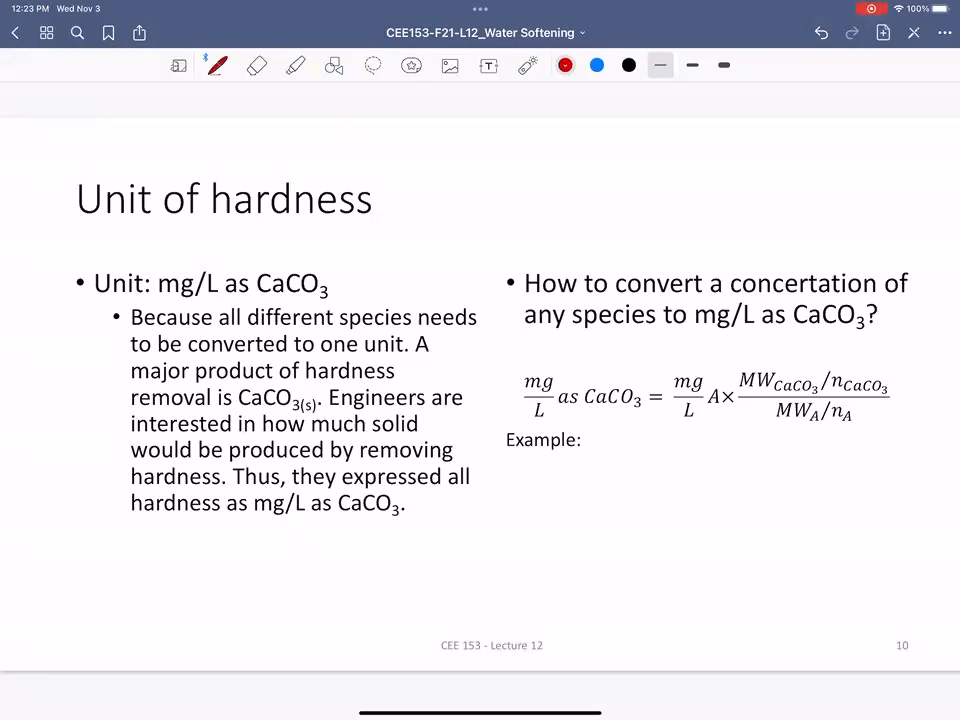 12:23 PM Wed Nov 3
100%
CEE153-F21-L12_Water Softening
T
Unit of hardness
• Unit: mg/L as CaCO₃
• Because all different species needs
to be converted to one unit. A
major product of hardness
removal is CaCO₃₍ₛ₎. Engineers are
interested in how much solid
would be produced by removing
hardness. Thus, they expressed all
hardness as mg/L as CaCO₃.
• How to convert a concertation of
any species to mg/L as CaCO₃?
mg/L as CaCO₃ = mg/L A × (MW_CaCO₃/n_CaCO₃)/(MW_A/n_A)
Example:
CEE 153 - Lecture 12
10